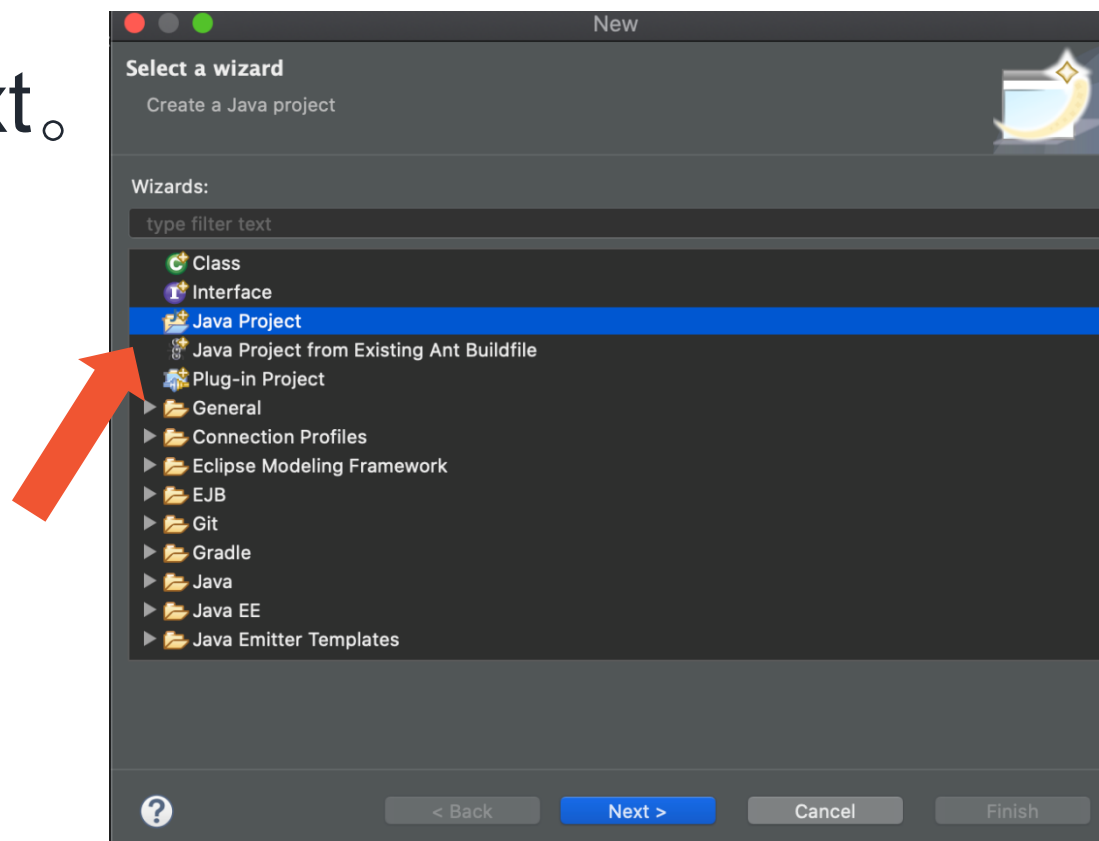 New
Select a wizard
Create a Java project
xt。
Wizards:
type filter text
Class
Interface
Java Project
Java Project from Existing Ant Buildfile
Plug-in Project
General
Connection Profiles
Eclipse Modeling Framework
EJB
Git
Gradle
Java
Java EE
Java Emitter Templates
? < Back Next > Cancel Finish